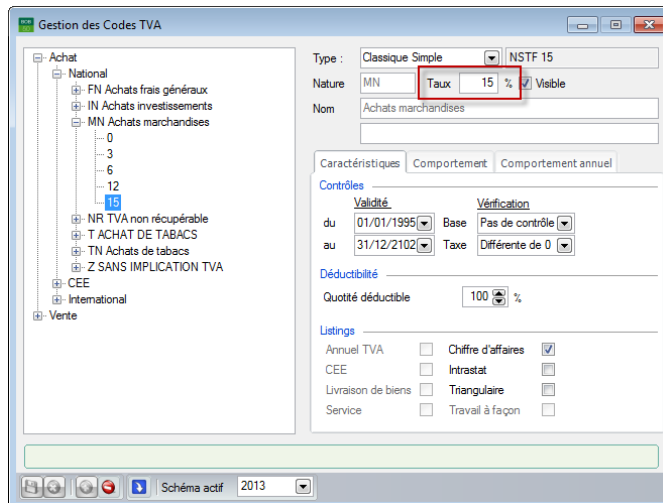 Gestion des Codes TVA
Achat
National
FN Achats frais généraux
IN Achats investissements
MN Achats marchandises
0
3
6
12
15
NR TVA non récupérable
T ACHAT DE TABACS
TN Achats de tabacs
Z SANS IMPLICATION TVA
CEE
International
Vente
Type : Classique Simple NSTF 15
Nature MN Taux 15 % Visible
Nom Achats marchandises
Caractéristiques Comportement Comportement annuel
Contrôles
Validité Vérification
du 01/01/1995 Base Pas de contrôle
au 31/12/2102 Taxe Différente de 0
Déductibilité
Quotité déductible 100 %
Listings
Annuel TVA Chiffre d'affaires
CEE Intrastat
Livraison de biens Triangulaire
Service Travail à façon
Schéma actif 2013